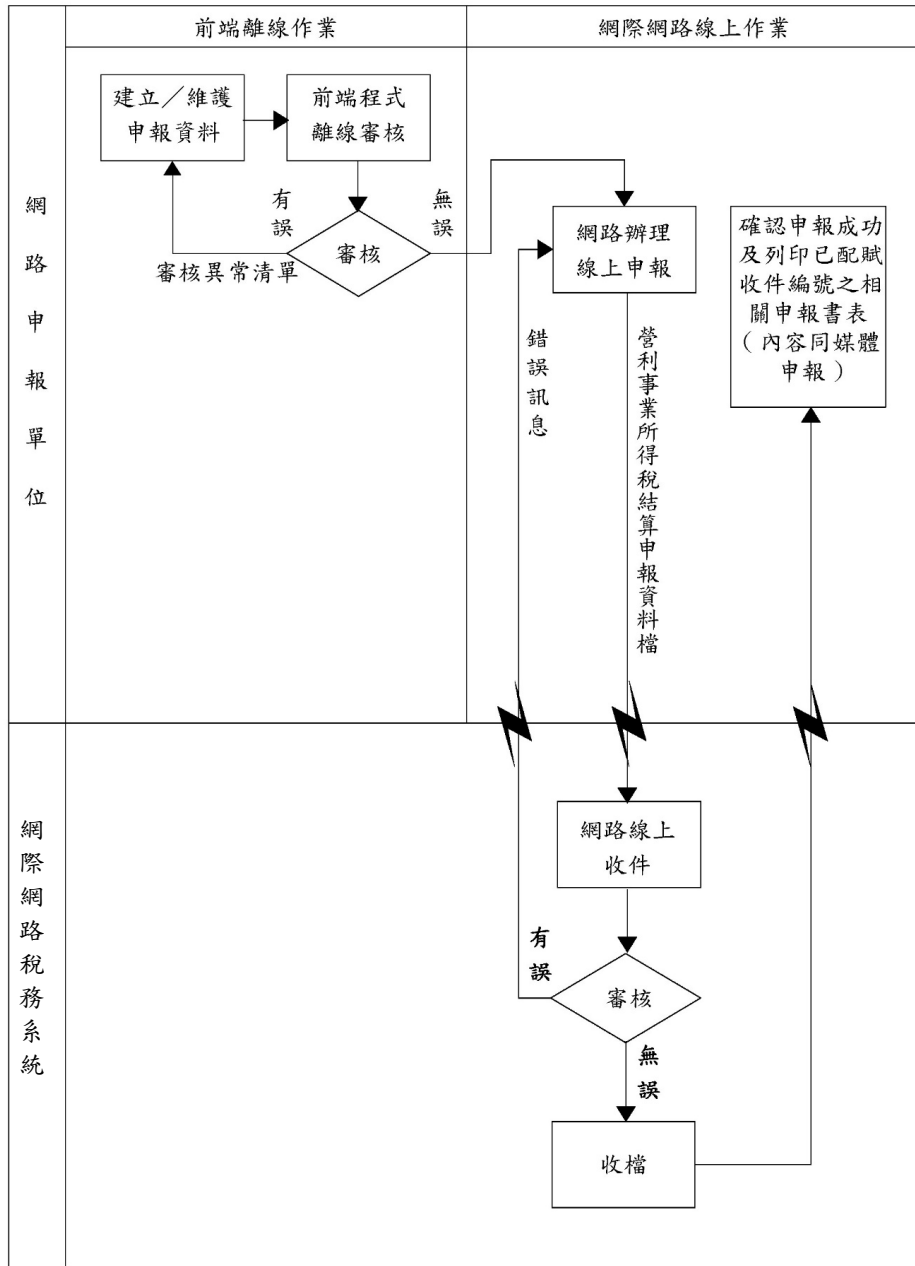 前端離線作業
網際網路線上作業
網路申報單位
建立／維護
申報資料
前端程式
離線審核
有誤
無誤
審核
審核異常清單
網路辦理
線上申報
確認申報成功
及列印已配賦
收件編號之相
關申報書表
（內容同媒體
申報）
錯誤訊息
營利事業所得稅結算申報資料檔
網際網路稅務系統
網路線上
收件
有誤
審核
無誤
收檔